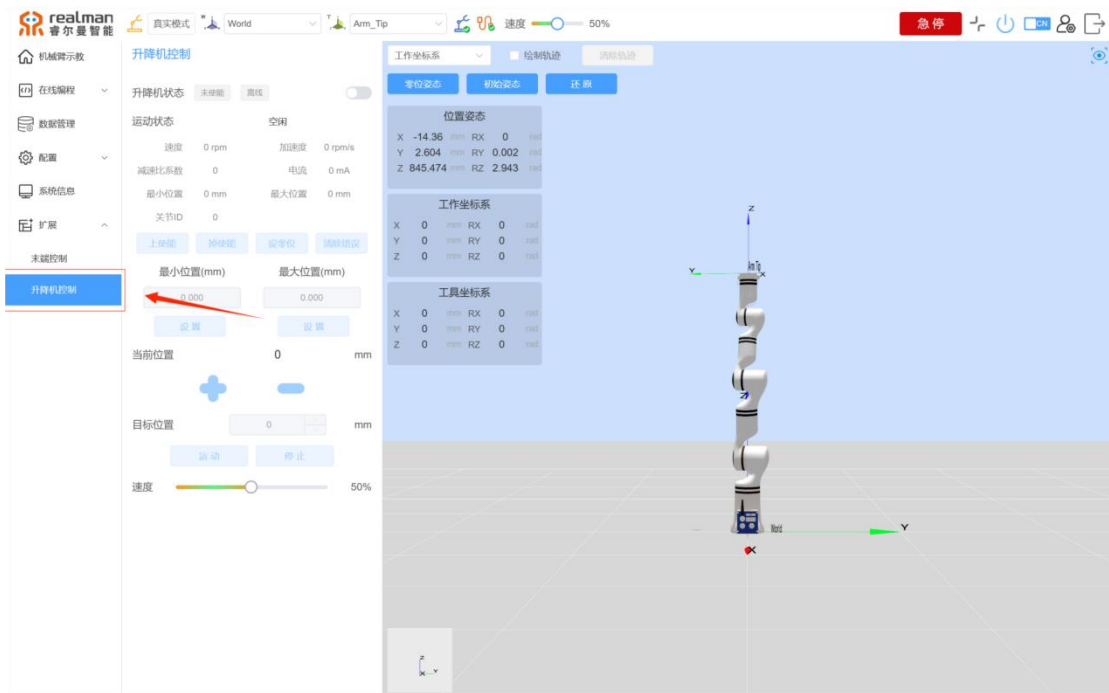 realman
睿尔曼智能
真实模式 World Arm_Tip 速度 50% 急停 CN
机械臂示教
在线编程
数据管理
配置
系统信息
扩展
末端控制
升降机控制
升降机控制
升降机状态 未使能 离线
运动状态 空闲
速度 0 rpm 加速度 0 rpm/s
减速比系数 0 电流 0 mA
最小位置 0 mm 最大位置 0 mm
关节ID 0
上使能 掉使能 设零位 清除错误
最小位置(mm) 最大位置(mm)
0.000 0.000
设置 设置
当前位置 0 mm
目标位置 0 mm
运动 停止
速度 50%
工作坐标系 绘制轨迹 清除轨迹
零位姿态 初始姿态 还原
位置姿态
X -14.36 mm RX 0 rad
Y 2.604 mm RY 0.002 rad
Z 845.474 mm RZ 2.943 rad
工作坐标系
X 0 mm RX 0 rad
Y 0 mm RY 0 rad
Z 0 mm RZ 0 rad
工具坐标系
X 0 mm RX 0 rad
Y 0 mm RY 0 rad
Z 0 mm RZ 0 rad
Z
Y X
Z
World Y
X
Z
X Y